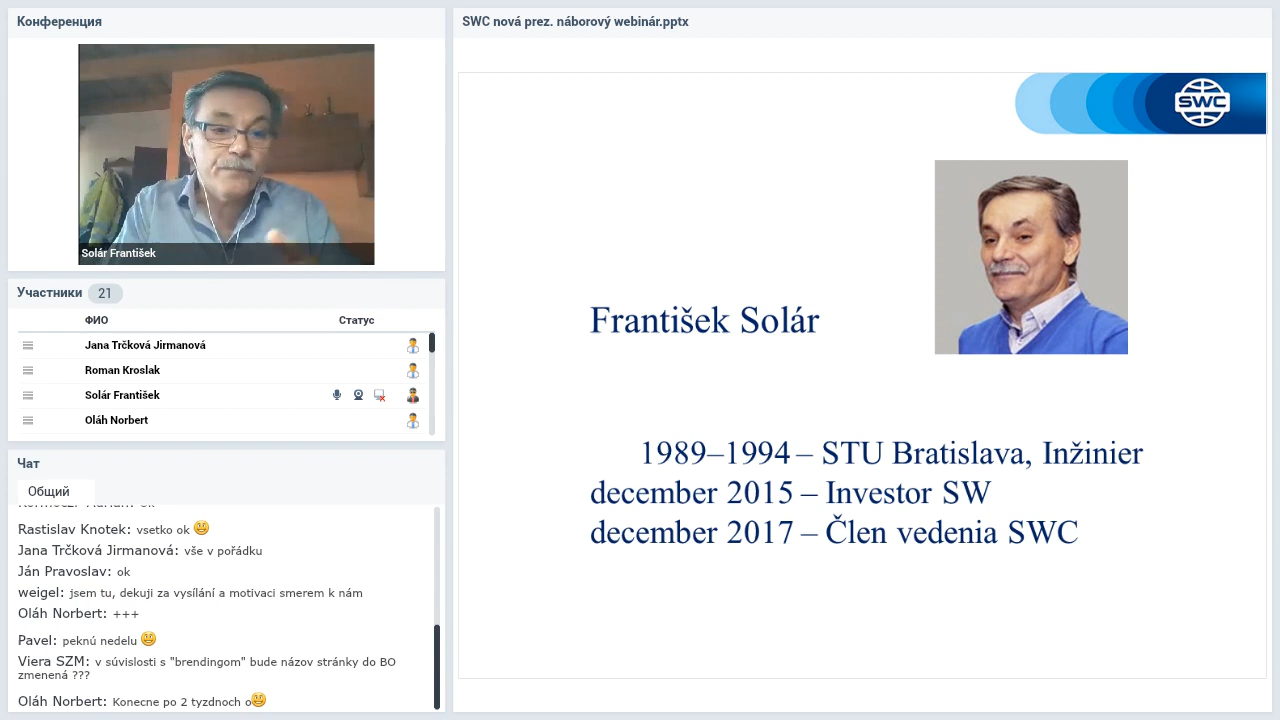 Конференция
Solár František
Участники 21
ФИО Статус
Jana Trčková Jirmanová
Roman Kroslak
Solár František
Oláh Norbert
Чат
Общий
Rastislav Knotek: vsetko ok
Jana Trčková Jirmanová: vše v pořádku
Ján Pravoslav: ok
weigel: jsem tu, dekuji za vysílání a motivaci smerem k nám
Oláh Norbert: +++
Pavel: peknú nedelu
Viera SZM: v súvislosti s "brendingom" bude názov stránky do BO
zmenená ???
Oláh Norbert: Konecne po 2 tyzdnoch o
SWC nová prez. náborový webinár.pptx
SWC
František Solár
1989–1994 – STU Bratislava, Inžinier
december 2015 – Investor SW
december 2017 – Člen vedenia SWC